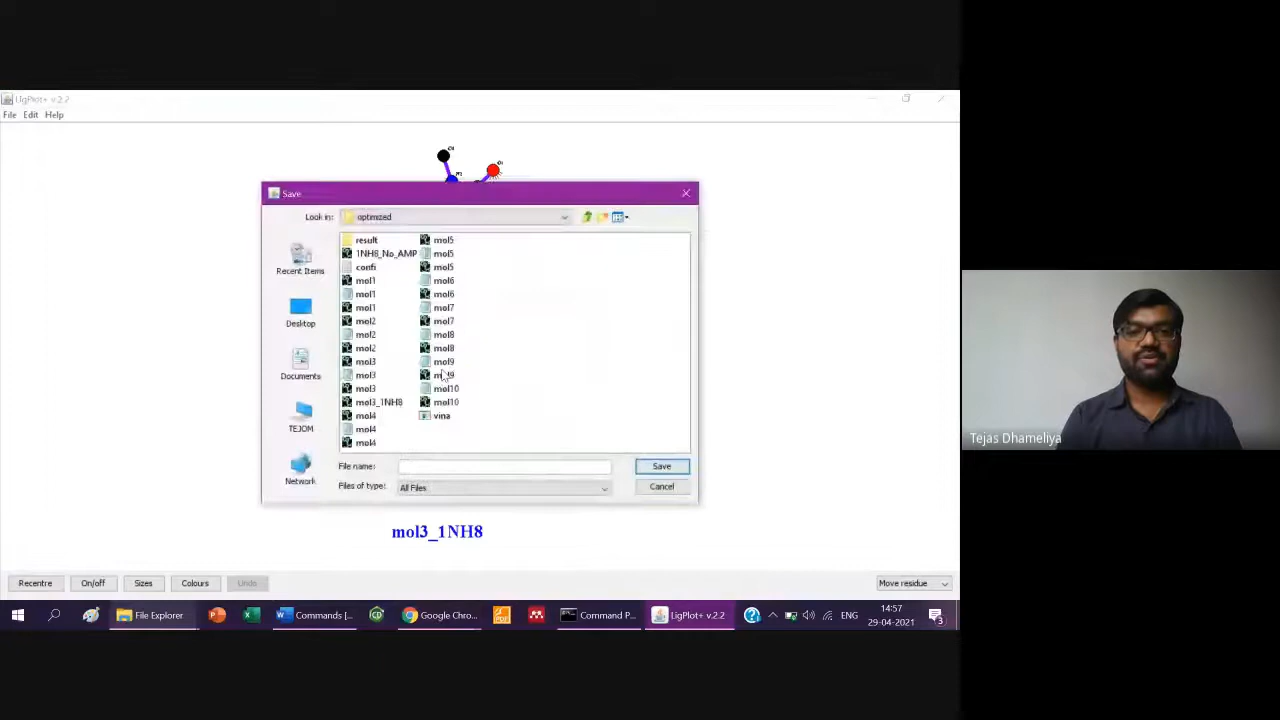 LigPlot+ v.2.2
File Edit Help
Save
Look in: optimized
Recent Items
Desktop
Documents
TEJOM
Network
result
1NH8_No_AMP
confi
mol1
mol1
mol1
mol2
mol2
mol2
mol3
mol3
mol3
mol3_1NH8
mol4
mol4
mol4
mol5
mol5
mol5
mol6
mol6
mol7
mol7
mol8
mol8
mol9
mol9
mol10
mol10
vina
File name: Save
Files of type: All Files Cancel
mol3_1NH8
Recentre On/off Sizes Colours Undo Move residue
File Explorer Commands [... Google Chro... Command P... LigPlot+ v.2.2 ENG 14:57
29-04-2021 3
Tejas Dhameliya